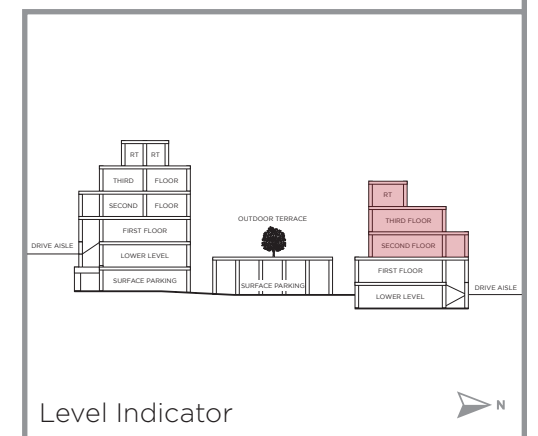 RT RT
THIRD FLOOR
SECOND FLOOR
FIRST FLOOR
DRIVE AISLE
LOWER LEVEL
SURFACE PARKING
OUTDOOR TERRACE
SURFACE PARKING
RT
THIRD FLOOR
SECOND FLOOR
FIRST FLOOR
DRIVE AISLE
LOWER LEVEL
Level Indicator
N